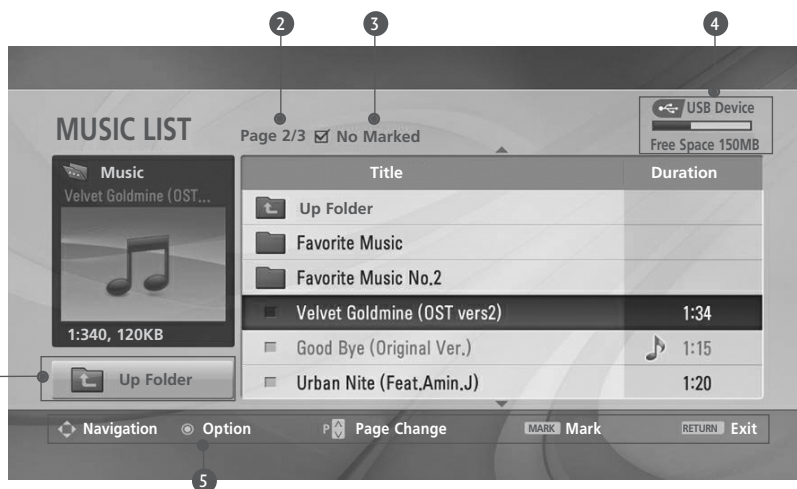 2 3 4
USB Device
MUSIC LIST
Page 2/3 No Marked
Free Space 150MB
Music
Title Duration
Velvet Goldmine (OST...
Up Folder
Favorite Music
Favorite Music No.2
Velvet Goldmine (OST vers2) 1:34
1:340, 120KB
Good Bye (Original Ver.) 1:15
Up Folder
Urban Nite (Feat.Amin.J) 1:20
Navigation Option P Page Change MARK Mark RETURN Exit
5